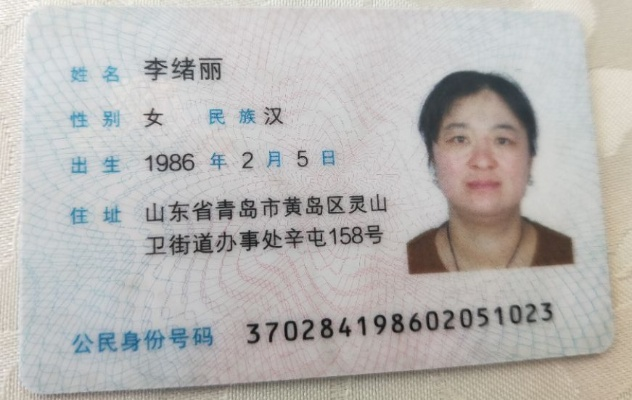 姓名 李绪丽
性别 女 民族 汉
出生 1986 年 2 月 5 日
住址 山东省青岛市黄岛区灵山
卫街道办事处辛屯158号
公民身份号码 370284198602051023